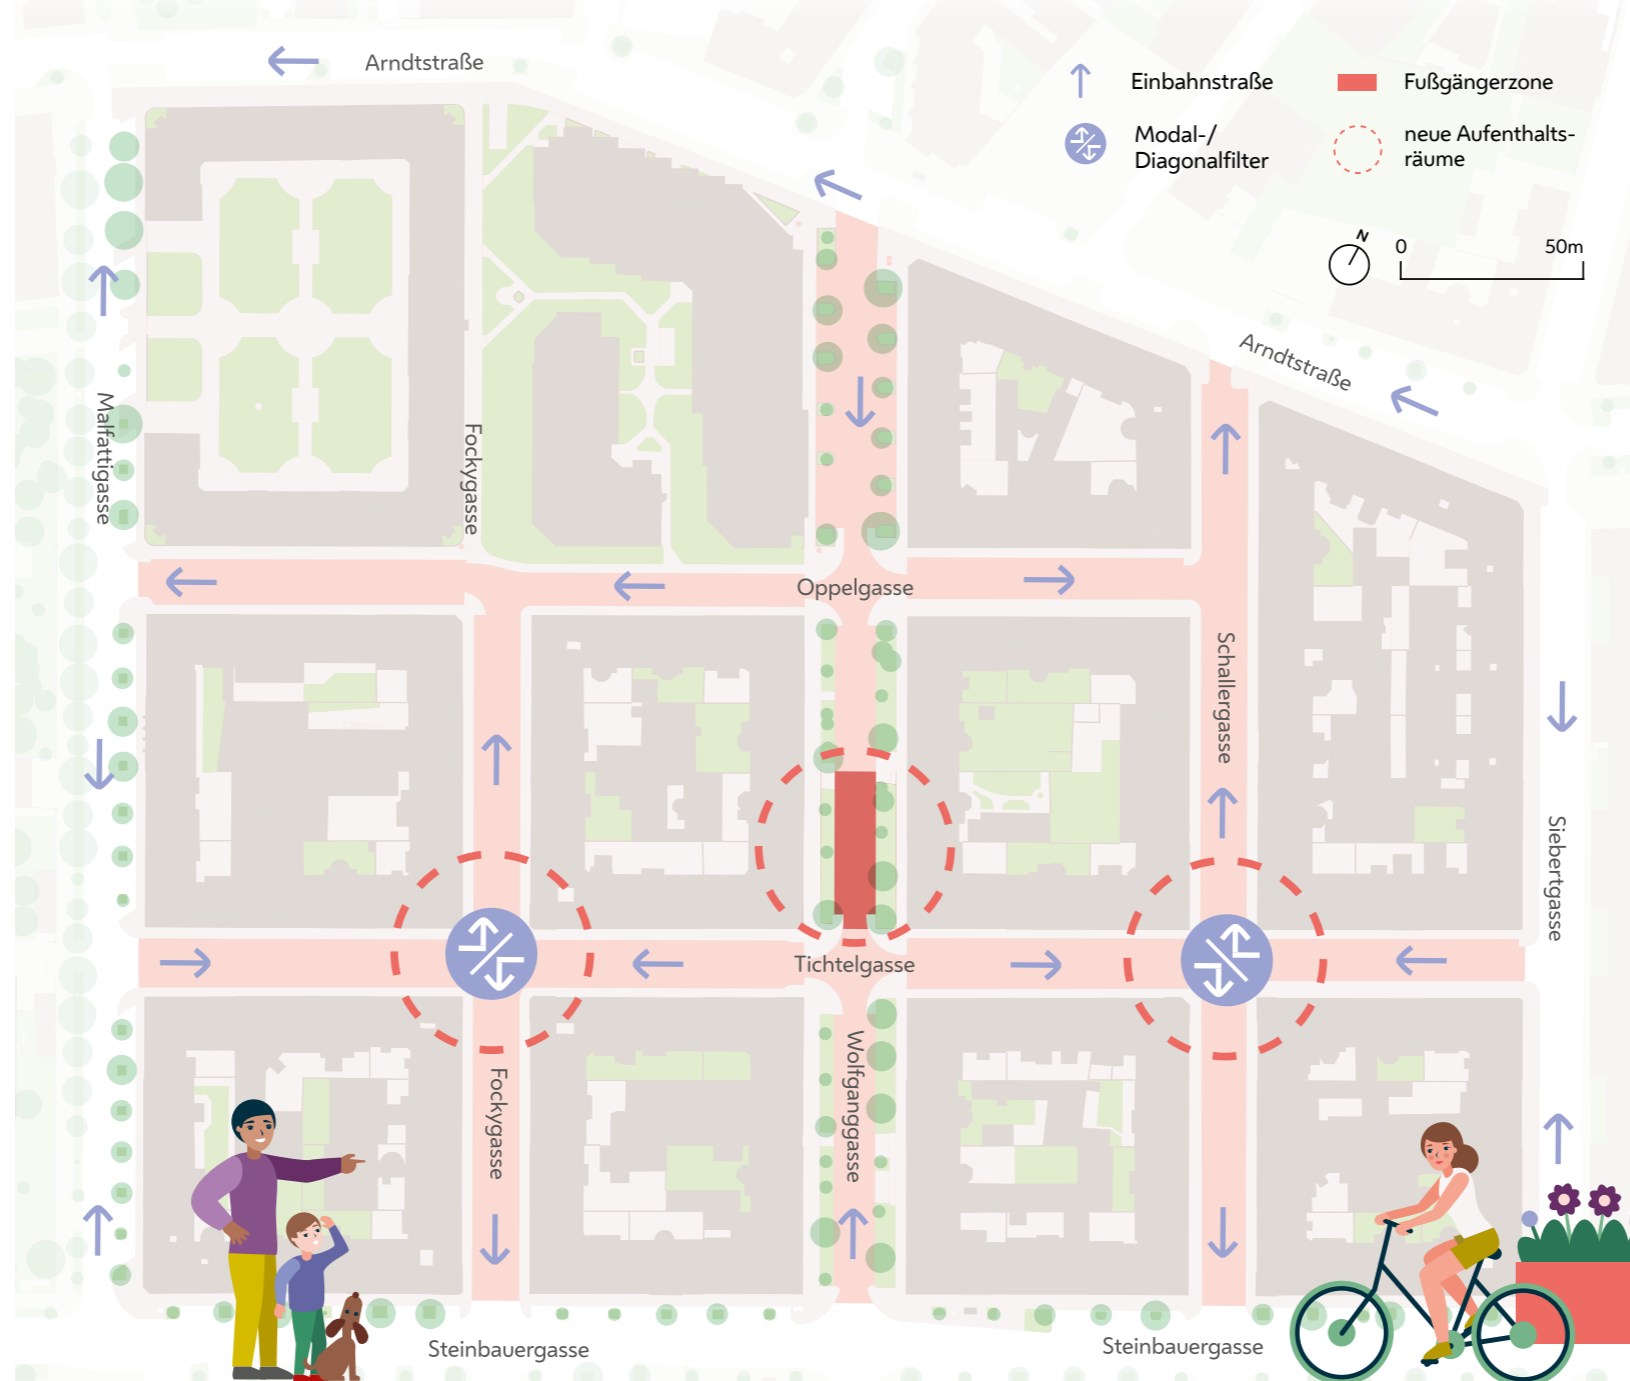 Arndtstraße
Einbahnstraße
Fußgängerzone
Modal-/
Diagonalfilter
neue Aufenthalts-
räume
N
0 50m
Arndtstraße
Malfattigasse
Fockygasse
Oppelgasse
Schallergasse
Siebertgasse
Tichtelgasse
Fockygasse
Wolfganggasse
Steinbauergasse
Steinbauergasse